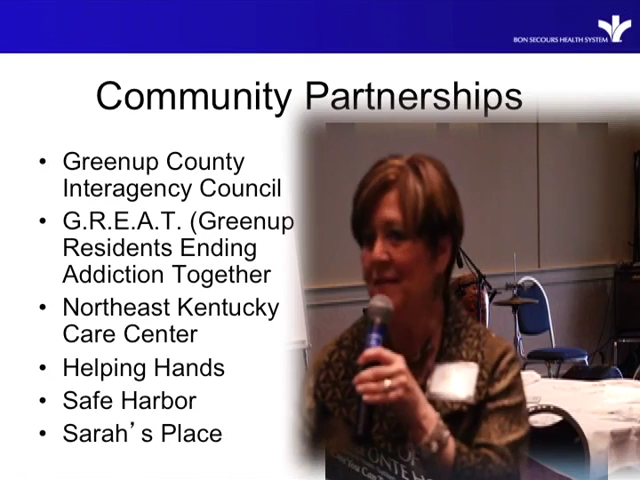 BON SECOURS HEALTH SYSTEM
Community Partnerships
• Greenup County
Interagency Council
• G.R.E.A.T. (Greenup
Residents Ending
Addiction Together
• Northeast Kentucky
Care Center
• Helping Hands
• Safe Harbor
• Sarah’s Place